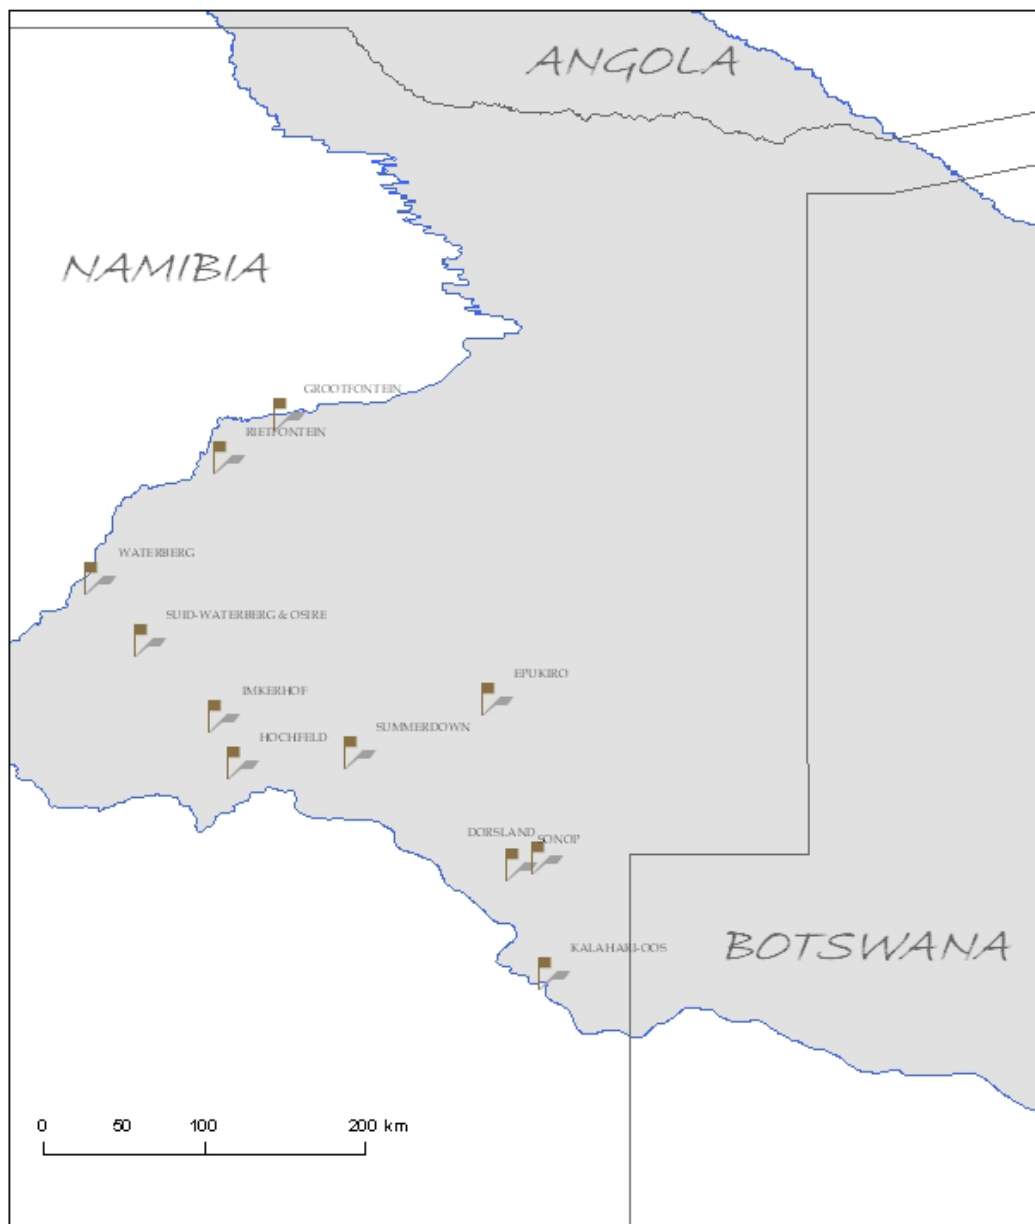 ANGOLA
NAMIBIA
GROOTFONTEIN
RIETFONTEIN
WATERBERG
SUID-WATERBERG & OSIRE
EPUKIRO
IMKERHOF
SUMMERDOWN
HOCHFELD
DORSLAND
SONOP
BOTSWANA
KALAHARI-OOS
0 50 100 200 km